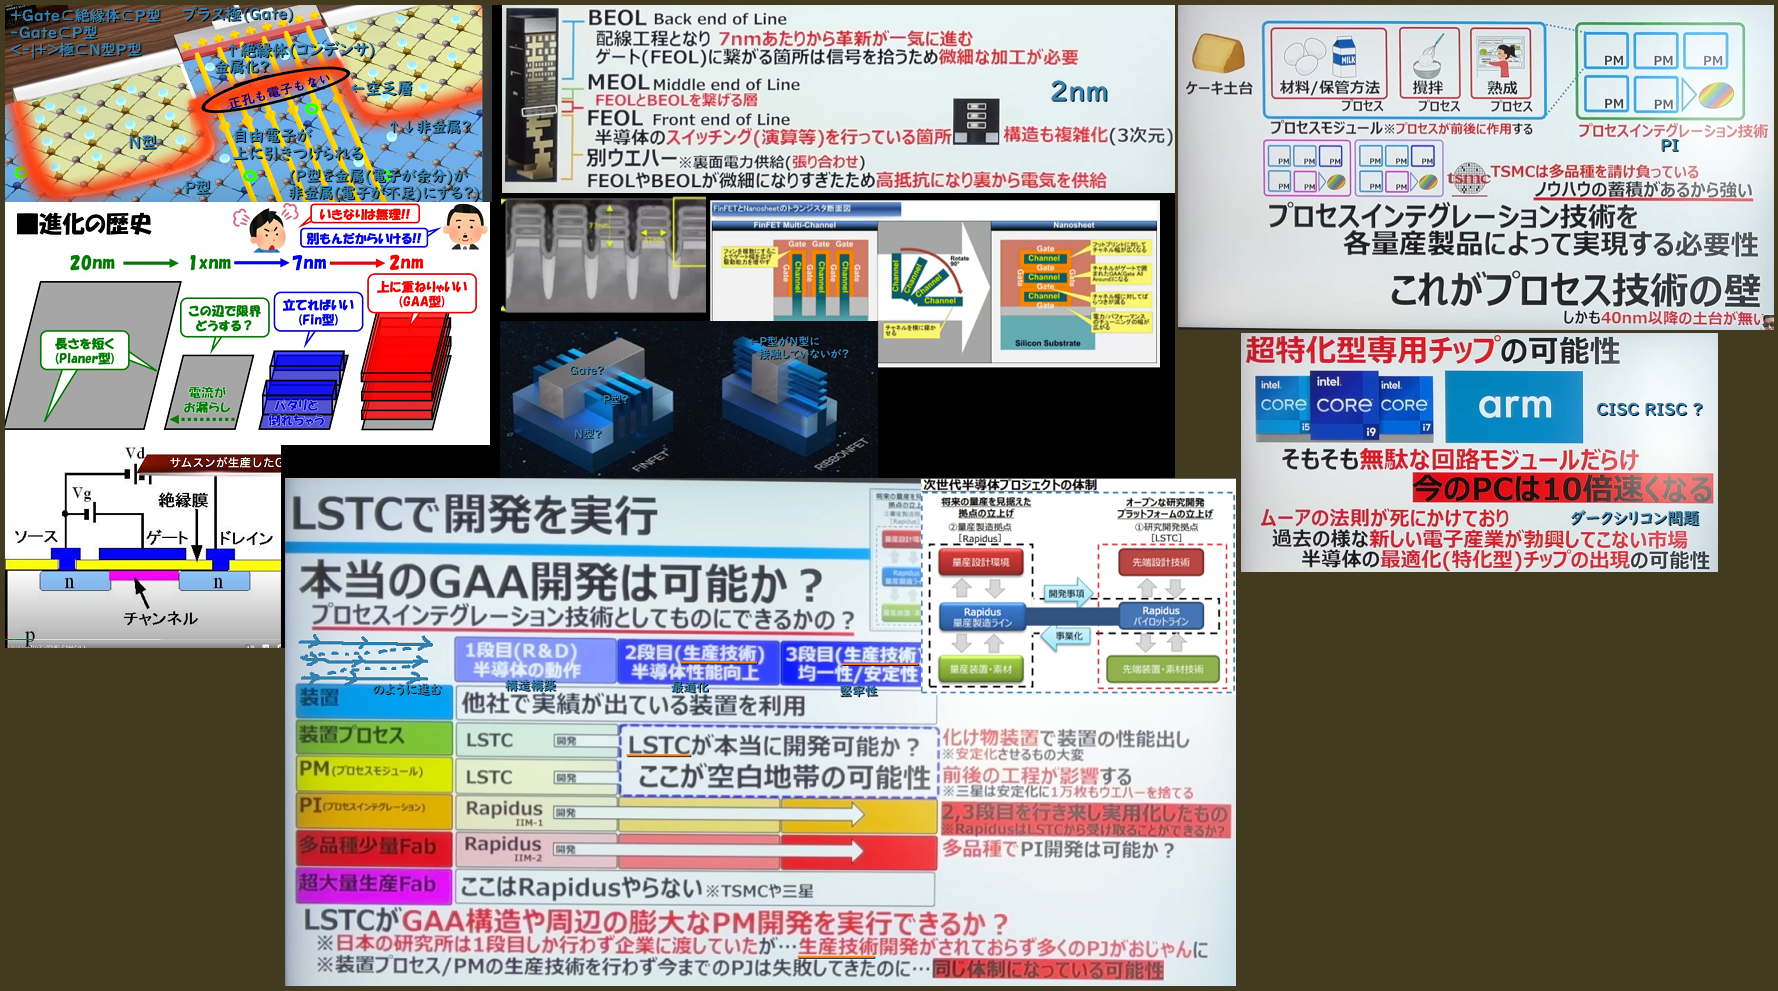 +Gate⊂絶縁体⊂P型
-Gate⊂P型
<-|+>極⊂N型P型
プラス極(Gate)
↑絶縁体(コンデンサ)
金属化?
正孔も電子もない
←空乏層
↑↓非金属?
自由電子が
上に引きつけられる
N型
P型
(P型を金属(電子が余分)が
非金属(電子が不足)にする?)
■進化の歴史
いきなりは無理!!
別もんだからいける!!
20nm
1xnm
7nm
2nm
長さを短く
(Planer型)
この辺で限界
どうする?
立てればいい
(Fin型)
上に重ねりゃいい
(GAA型)
電流が
お漏らし
パタリと
倒れちゃう
サムスンが生産したG
Vd
Vg
絶縁膜
ソース
ゲート
ドレイン
n
n
チャンネル
p
BEOL Back end of Line
配線工程となり 7nmあたりから革新が一気に進む
ゲート(FEOL)に繋がる箇所は信号を拾うため微細な加工が必要
MEOL Middle end of Line
FEOLとBEOLを繋げる層
2nm
FEOL Front end of Line
半導体のスイッチング(演算等)を行っている箇所
構造も複雑化(3次元)
別ウエハー※裏面電力供給(張り合わせ)
FEOLやBEOLが微細になりすぎたため高抵抗になり裏から電気を供給
FinFETとNanosheetのトランジスタ断面図
FinFET Multi-Channel
Nanosheet
Gate Gate Gate
Gate
Gate
Channel
Channel
Channel
Rotate
90°
Channel
Channel
Channel
チャネルを横に寝か
せる
Gate
Channel
Gate
Channel
Gate
Channel
Gate
Silicon Substrate
Gate?
P型?
N型?
FINFET
←P型がN型に
接触していないが?
RIBBONFET
ケーキ土台
MILK
材料/保管方法
プロセス
攪拌
プロセス
熟成
プロセス
プロセスモジュール※プロセスが前後に作用する
PM PM PM
PM PM
プロセスインテグレーション技術
PI
PM PM PM
PM PM
PM PM PM
PM PM
tsmc
TSMCは多品種を請け負っている
ノウハウの蓄積があるから強い
プロセスインテグレーション技術を
各量産製品によって実現する必要性
これがプロセス技術の壁
しかも40nm以降の土台が無い
超特化型専用チップの可能性
intel.
CORE
i5
intel.
CORE
i9
intel.
CORE
i7
arm
CISC RISC ?
そもそも無駄な回路モジュールだらけ
今のPCは10倍速くなる
ムーアの法則が死にかけており
ダークシリコン問題
過去の様な新しい電子産業が勃興してこない市場
半導体の最適化(特化型)チップの出現の可能性
LSTCで開発を実行
本当のGAA開発は可能か?
プロセスインテグレーション技術としてものにできるかの?
のように進む
1段目(R&D)
半導体の動作
構造構築
2段目(生産技術)
半導体性能向上
最適化
3段目(生産技術
均一性/安定性
堅牢性
装置
他社で実績が出ている装置を利用
装置プロセス
LSTC 開発
LSTCが本当に開発可能か?
ここが空白地帯の可能性
化け物装置で装置の性能出し
※安定化させるもの大変
PM(プロセスモジュール)
LSTC 開発
前後の工程が影響する
※三星は安定化に1万枚もウエハーを捨てる
PI(プロセスインテグレーション)
Rapidus 開発
IIM-1
2,3段目を行き来し実用化したもの
※RapidusはLSTCから受け取ることができるか?
多品種少量Fab
Rapidus 開発
IIM-2
多品種でPI開発は可能か?
超大量生産Fab
ここはRapidusやらない※TSMCや三星
LSTCがGAA構造や周辺の膨大なPM開発を実行できるか?
※日本の研究所は1段目しか行わず企業に渡していたが…生産技術開発がされておらず多くのPJがおじゃんに
※装置プロセス/PMの生産技術を行わず今までのPJは失敗してきたのに…同じ体制になっている可能性
次世代半導体プロジェクトの体制
将来の量産を見据えた
拠点の立上げ
②量産製造拠点
[Rapidus]
オープンな研究開発
プラットフォームの立上げ
①研究開発拠点
[LSTC]
量産設計環境
先端設計技術
開発事項
Rapidus
量産製造ライン
Rapidus
パイロットライン
事業化
量産装置・素材
先端装置・素材技術